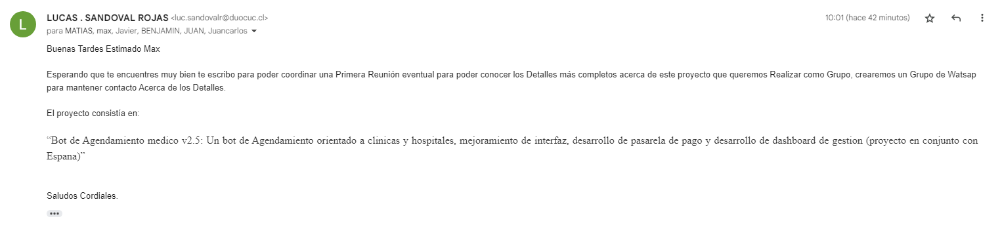 L
LUCAS . SANDOVAL ROJAS <luc.sandovalr@duocuc.cl>
10:01 (hace 42 minutos)
para MATIAS, max, Javier, BENJAMIN, JUAN, Juancarlos
Buenas Tardes Estimado Max
Esperando que te encuentres muy bien te escribo para poder coordinar una Primera Reunión eventual para poder conocer los Detalles más completos acerca de este proyecto que queremos Realizar como Grupo, crearemos un Grupo de Watsap
para mantener contacto Acerca de los Detalles.
El proyecto consistía en:
“Bot de Agendamiento medico v2.5: Un bot de Agendamiento orientado a clinicas y hospitales, mejoramiento de interfaz, desarrollo de pasarela de pago y desarrollo de dashboard de gestion (proyecto en conjunto con
Espana)”
Saludos Cordiales.